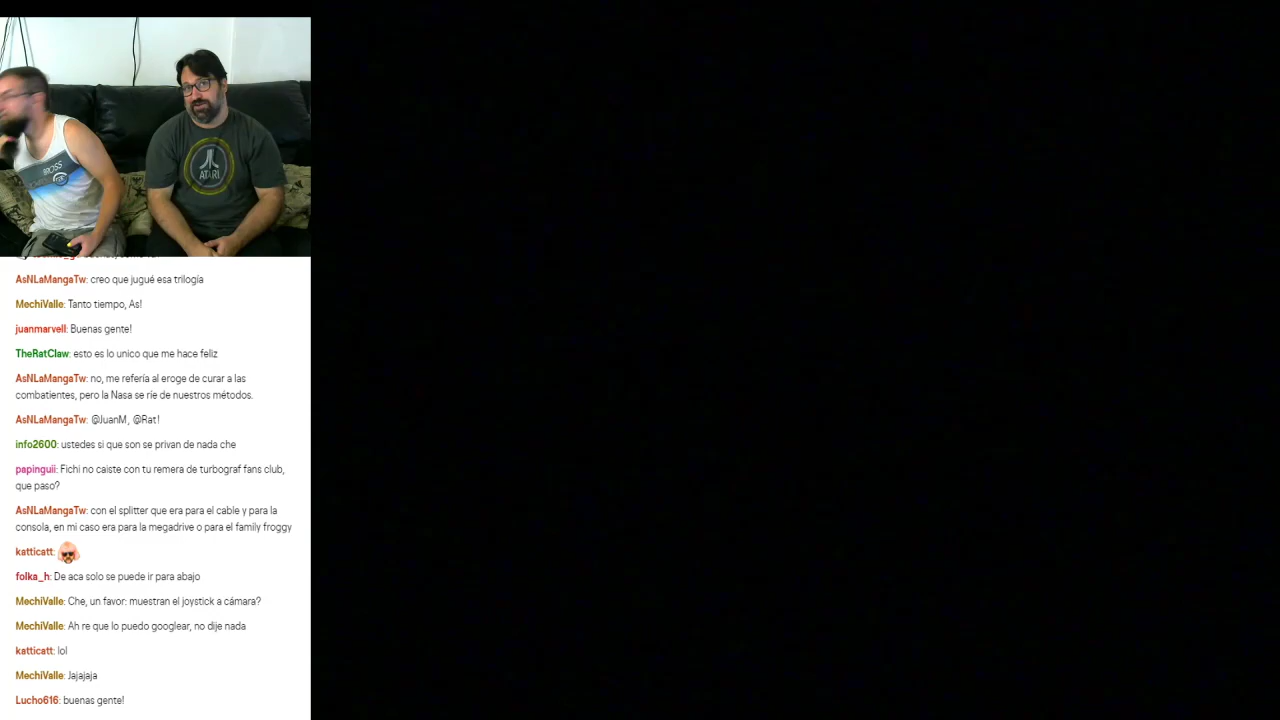 BROSS
ATARI
AsNLaMangaTw: creo que jugué esa trilogía
MechiValle: Tanto tiempo, As!
juanmarvell: Buenas gente!
TheRatClaw: esto es lo unico que me hace feliz
AsNLaMangaTw: no, me refería al eroge de curar a las
combatientes, pero la Nasa se ríe de nuestros métodos.
AsNLaMangaTw: @JuanM, @Rat!
info2600: ustedes si que son se privan de nada che
papinguii: Fichi no caiste con tu remera de turbograf fans club,
que paso?
AsNLaMangaTw: con el splitter que era para el cable y para la
consola, en mi caso era para la megadrive o para el family froggy
katticatt:
folka_h: De aca solo se puede ir para abajo
MechiValle: Che, un favor: muestran el joystick a cámara?
MechiValle: Ah re que lo puedo googlear, no dije nada
katticatt: lol
MechiValle: Jajajaja
Lucho616: buenas gente!